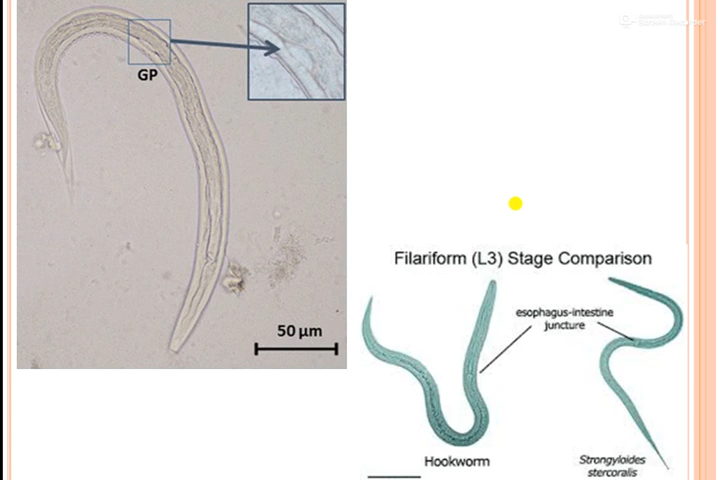 GP
50 µm
Filariform (L3) Stage Comparison
esophagus-intestine
juncture
Hookworm
Strongyloides
stercoralis